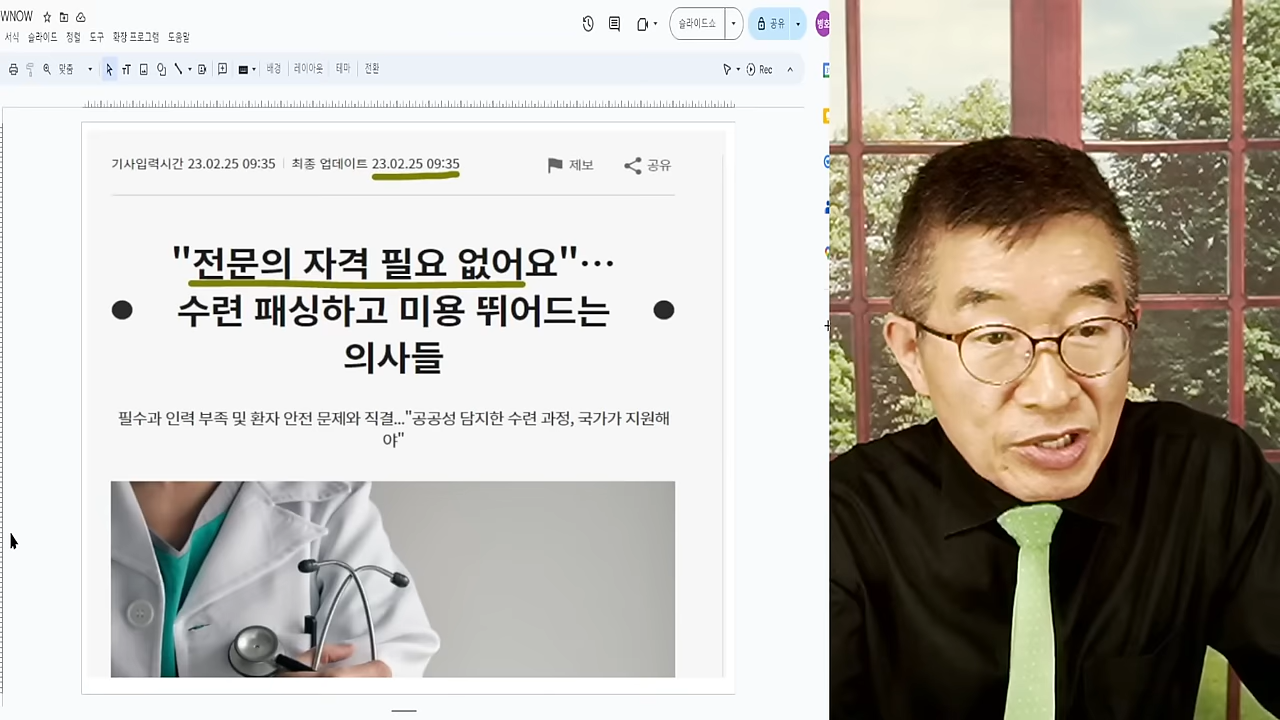 WNOW
서식 슬라이드 정렬 도구 확장 프로그램 도움말
슬라이드쇼
공유
맞춤
배경 레이아웃 테마 전환
Rec
기사입력시간 23.02.25 09:35 최종 업데이트 23.02.25 09:35
제보 공유
"전문의 자격 필요 없어요"…
수련 패싱하고 미용 뛰어드는
의사들
필수과 인력 부족 및 환자 안전 문제와 직결..."공공성 담지한 수련 과정, 국가가 지원해
야"